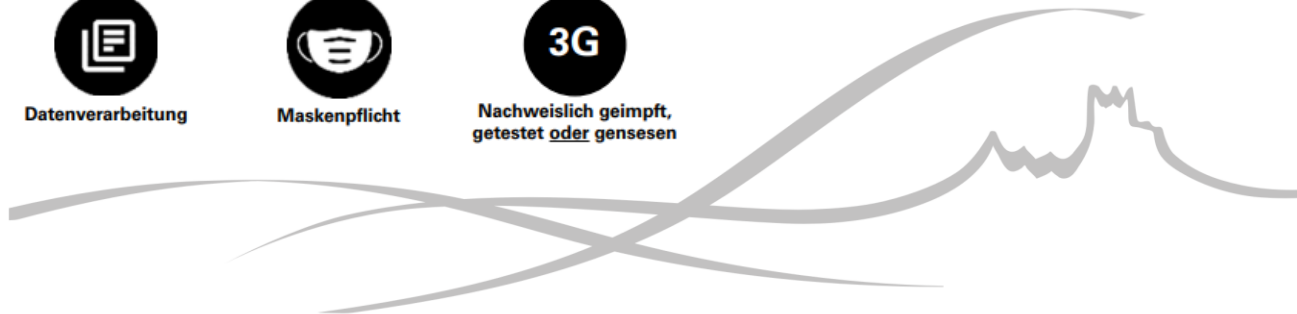 3G
Datenverarbeitung
Maskenpflicht
Nachweislich geimpft,
getestet oder gensesen